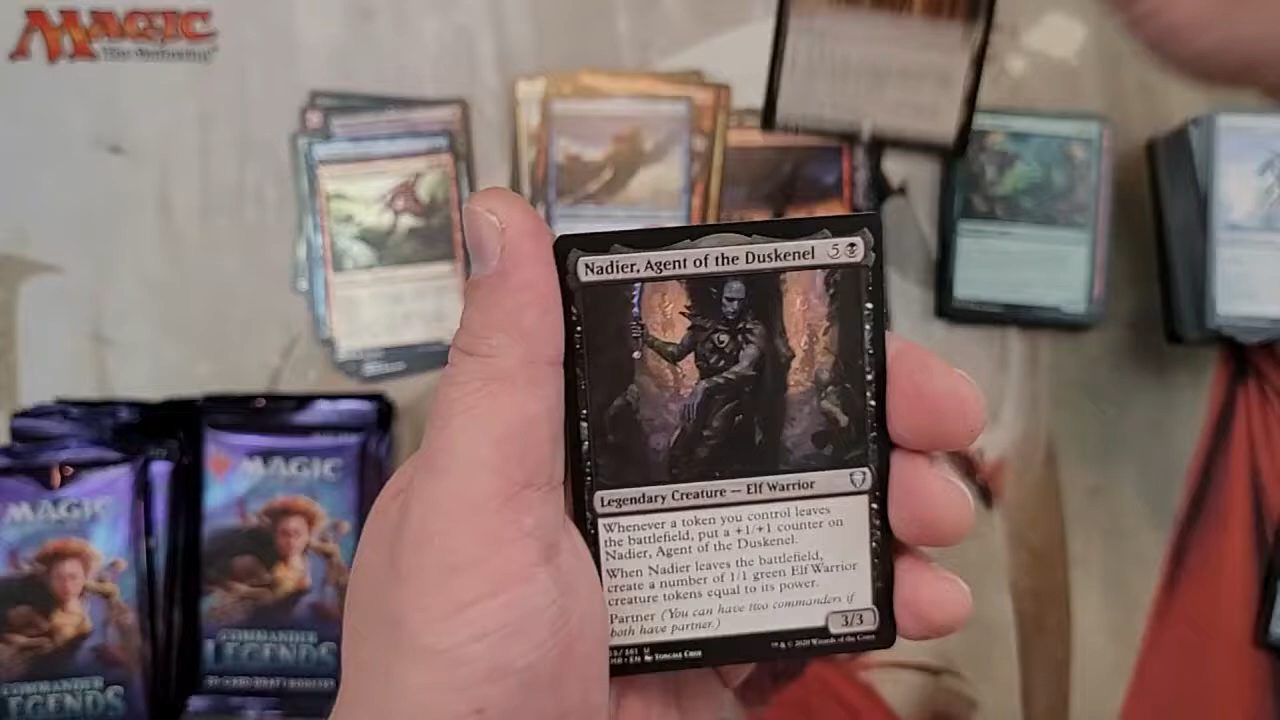 MAGIC
The Gathering
Nadier, Agent of the Duskenel 5
Legendary Creature — Elf Warrior
Whenever a token you control leaves
the battlefield, put a +1/+1 counter on
Nadier, Agent of the Duskenel.
When Nadier leaves the battlefield,
create a number of 1/1 green Elf Warrior
creature tokens equal to its power.
Partner (You can have two commanders if
both have partner.)
3/3
™ & © 2020 Wizards of the Coast
MAGIC
COMMANDER
LEGENDS
MAGIC
COMMANDER
LEGENDS